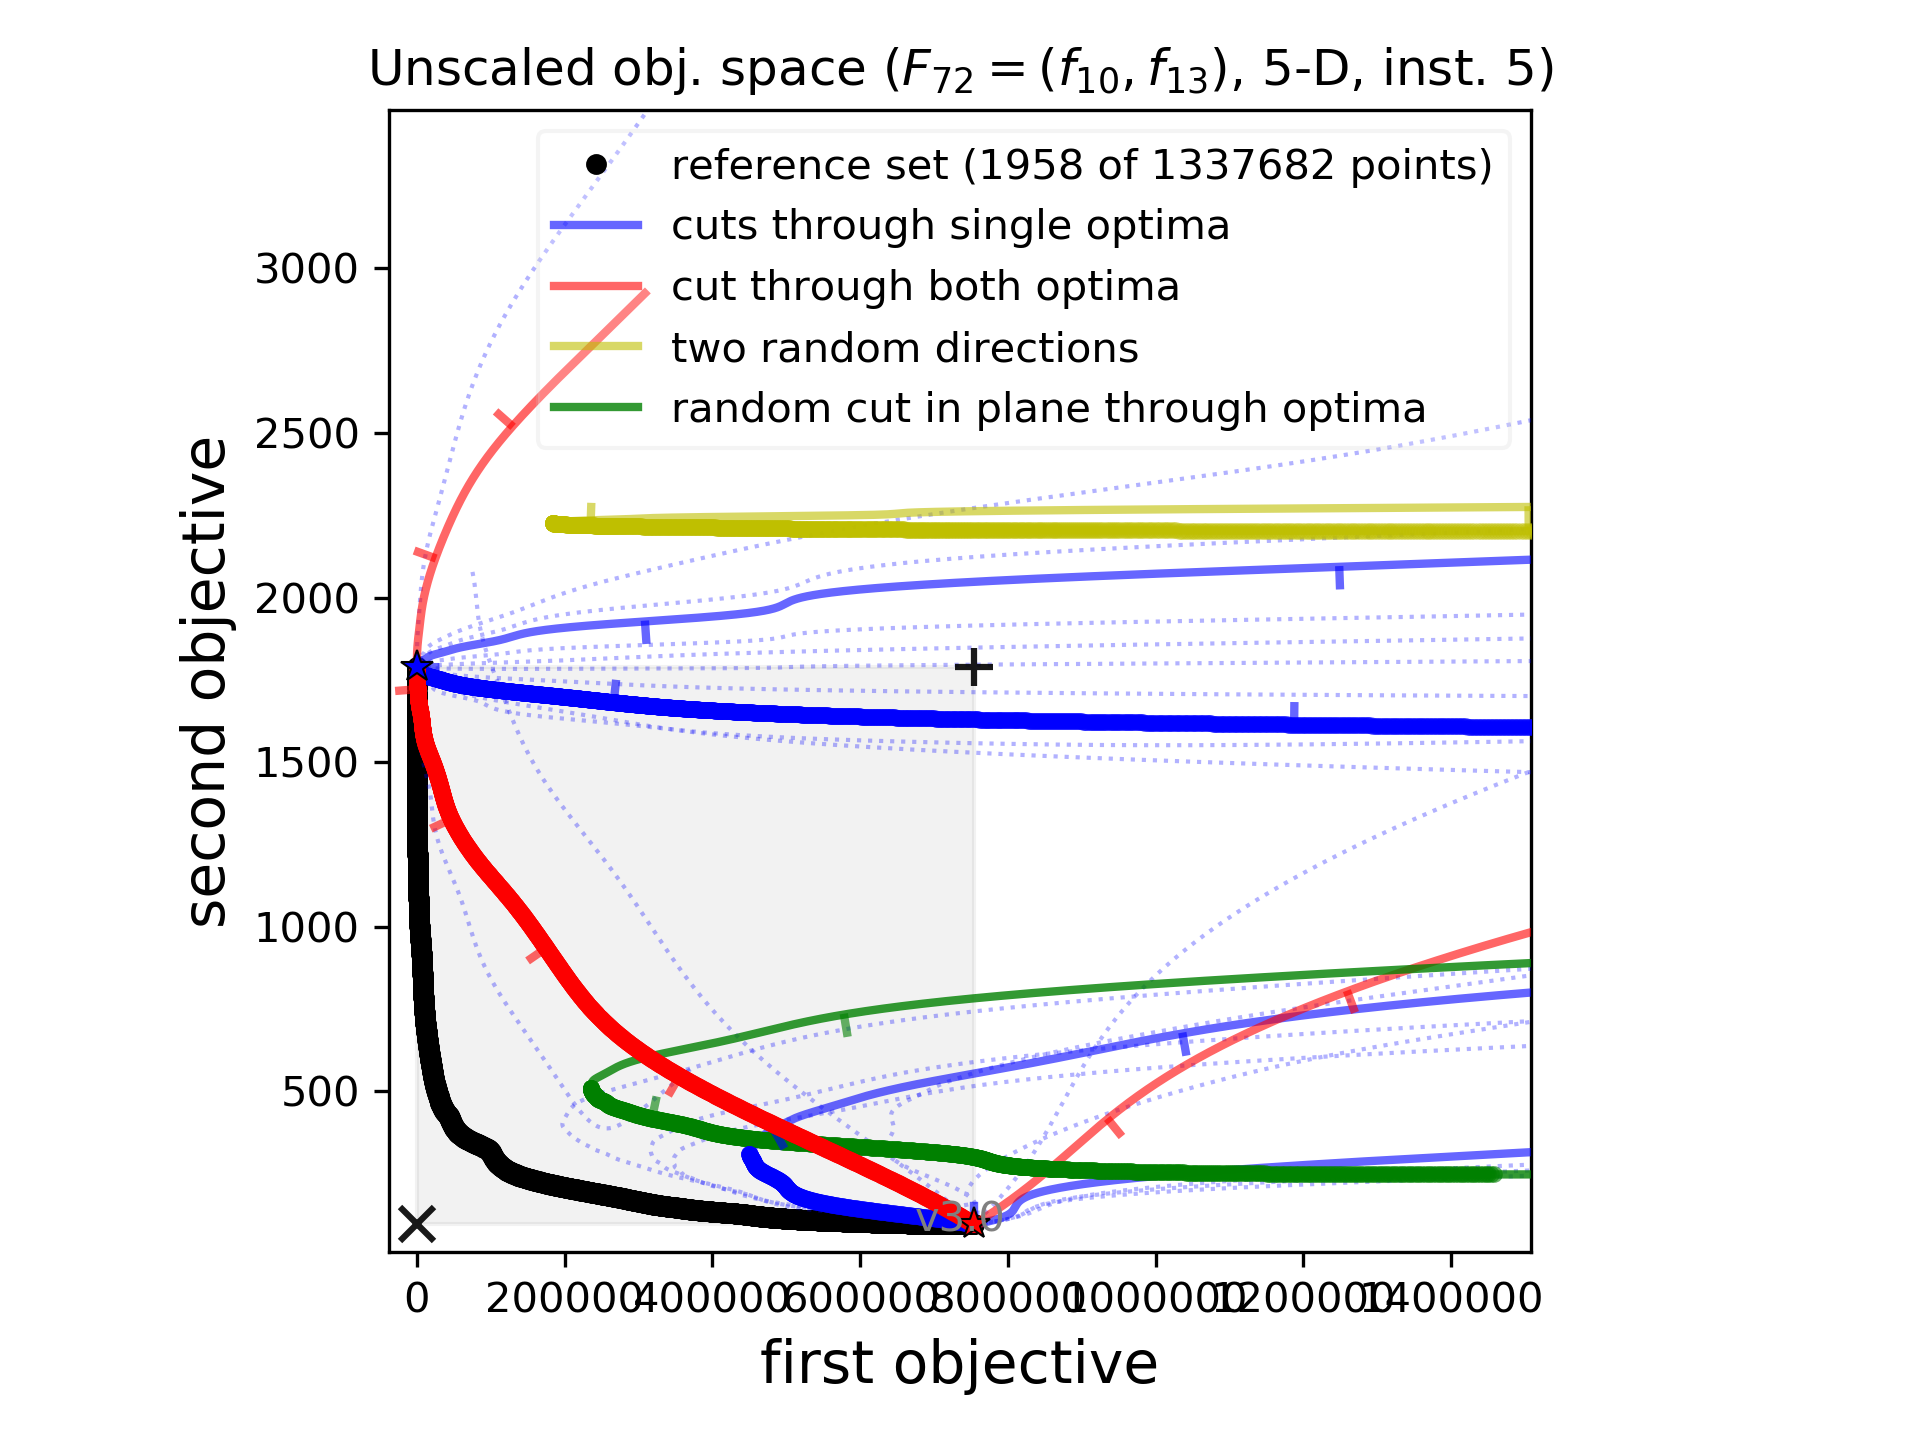 Unscaled obj. space (F72 = (f10, f13), 5-D, inst. 5)
reference set (1958 of 1337682 points)
cuts through single optima
cut through both optima
two random directions
random cut in plane through optima
3000
2500
2000
1500
1000
500
second objective
v3.0
0 200000 400000 600000 800000 1000000 1200000 1400000
first objective